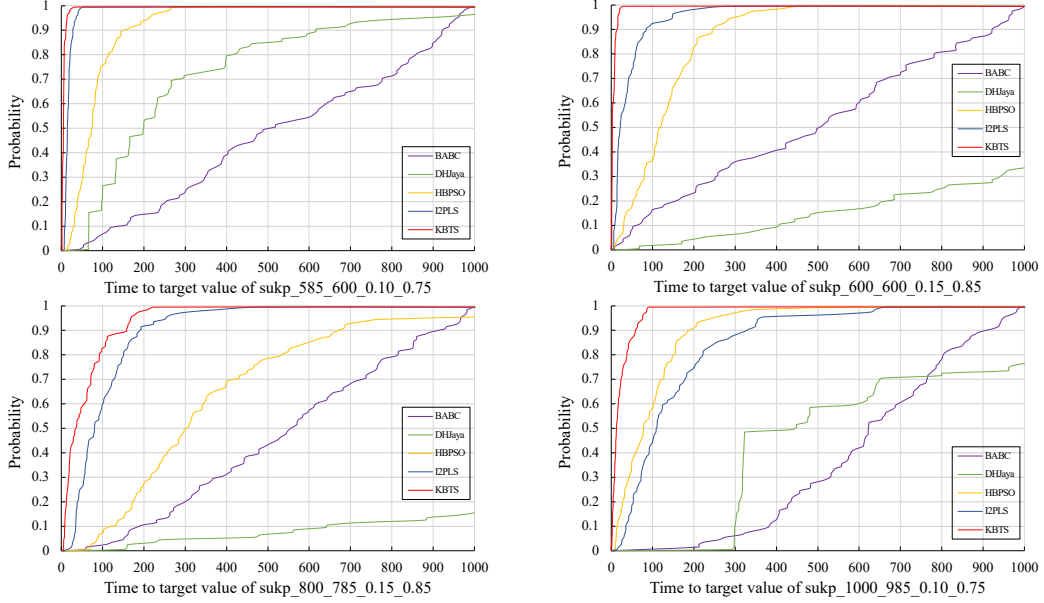 Probability
1
0.9
0.8
0.7
0.6
0.5
0.4
0.3
0.2
0.1
0
BABC
DHJaya
HBPSO
I2PLS
KBTS
0 100 200 300 400 500 600 700 800 900 1000
Time to target value of sukp_585_600_0.10_0.75
Probability
1
0.9
0.8
0.7
0.6
0.5
0.4
0.3
0.2
0.1
0
BABC
DHJaya
HBPSO
I2PLS
KBTS
0 100 200 300 400 500 600 700 800 900 1000
Time to target value of sukp_600_600_0.15_0.85
Probability
1
0.9
0.8
0.7
0.6
0.5
0.4
0.3
0.2
0.1
0
BABC
DHJaya
HBPSO
I2PLS
KBTS
0 100 200 300 400 500 600 700 800 900 1000
Time to target value of sukp_800_785_0.15_0.85
Probability
1
0.9
0.8
0.7
0.6
0.5
0.4
0.3
0.2
0.1
0
BABC
DHJaya
HBPSO
I2PLS
KBTS
0 100 200 300 400 500 600 700 800 900 1000
Time to target value of sukp_1000_985_0.10_0.75